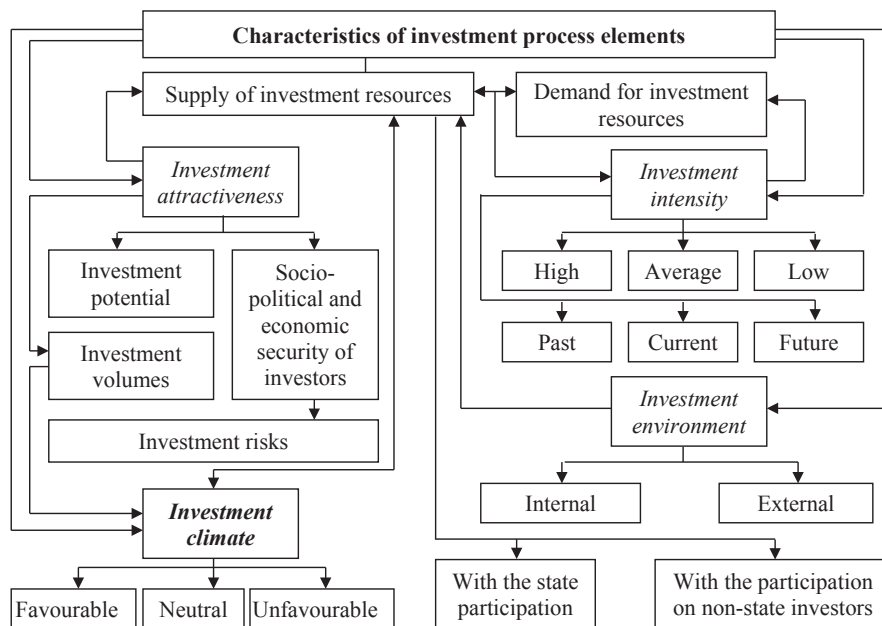 Characteristics of investment process elements
Supply of investment resources
Demand for investment
resources
Investment
attractiveness
Investment
intensity
Investment
potential
Socio-
political and
economic
security of
investors
High
Average
Low
Past
Current
Future
Investment
volumes
Investment risks
Investment
environment
Internal
External
Investment
climate
With the state
participation
With the participation
on non-state investors
Favourable
Neutral
Unfavourable